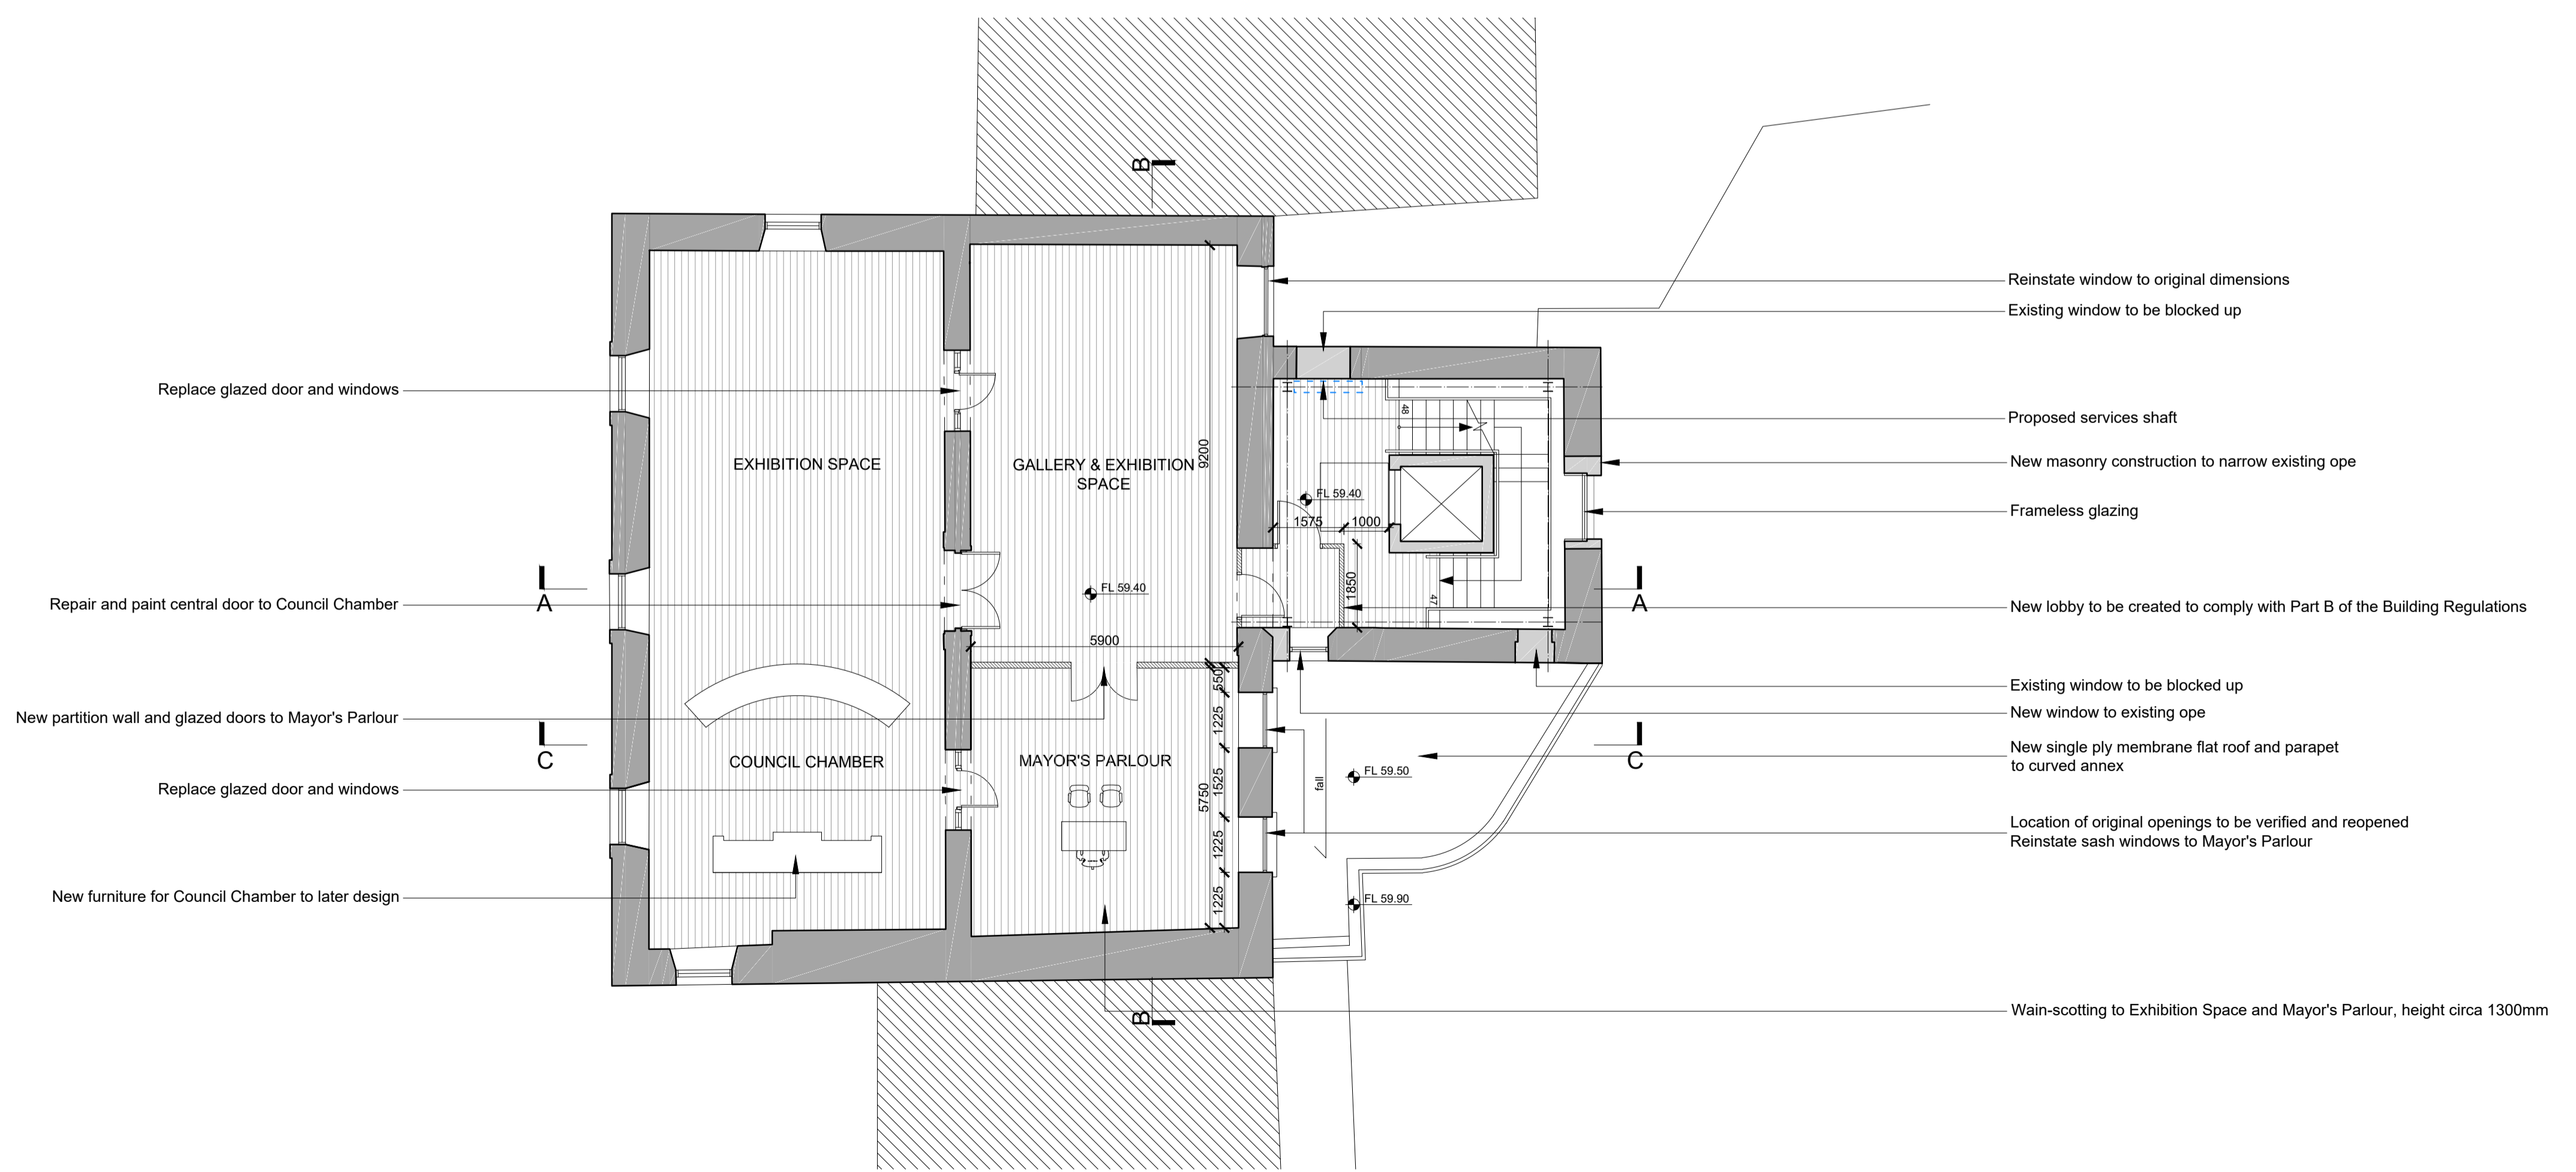 B
Reinstate window to original dimensions
Existing window to be blocked up
Replace glazed door and windows
48
Proposed services shaft
9200
EXHIBITION SPACE
GALLERY & EXHIBITION
SPACE
New masonry construction to narrow existing ope
FL 59.40
Frameless glazing
1575
1000
A
Repair and paint central door to Council Chamber
FL 59.40
1850
47
A
New lobby to be created to comply with Part B of the Building Regulations
5900
550
Existing window to be blocked up
New partition wall and glazed doors to Mayor's Parlour
1225
New window to existing ope
C
COUNCIL CHAMBER
MAYOR'S PARLOUR
C
New single ply membrane flat roof and parapet
to curved annex
FL 59.50
fall
Replace glazed door and windows
5750
1525
Location of original openings to be verified and reopened
Reinstate sash windows to Mayor's Parlour
1225
New furniture for Council Chamber to later design
1225
FL 59.90
B
Wain-scotting to Exhibition Space and Mayor's Parlour, height circa 1300mm